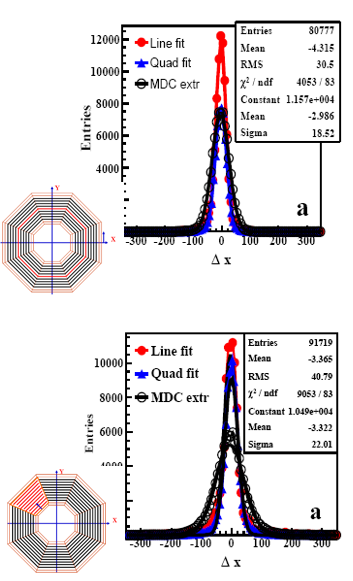 Entries 80777
Mean -4.315
RMS 30.5
χ² / ndf 4053 / 83
Constant 1.157e+004
Mean -2.986
Sigma 18.52
Line fit
Quad fit
MDC extr
12000
10000
8000
6000
4000
Entries
a
-300 -200 -100 0 100 200 300
Δ x
Y
X
Entries 91719
Mean -3.365
RMS 40.79
χ² / ndf 9053 / 83
Constant 1.049e+004
Mean -3.322
Sigma 22.01
Line fit
Quad fit
MDC extr
10000
8000
6000
Entries
a
-300 -200 -100 0 100 200 300
Δ x
Y
X